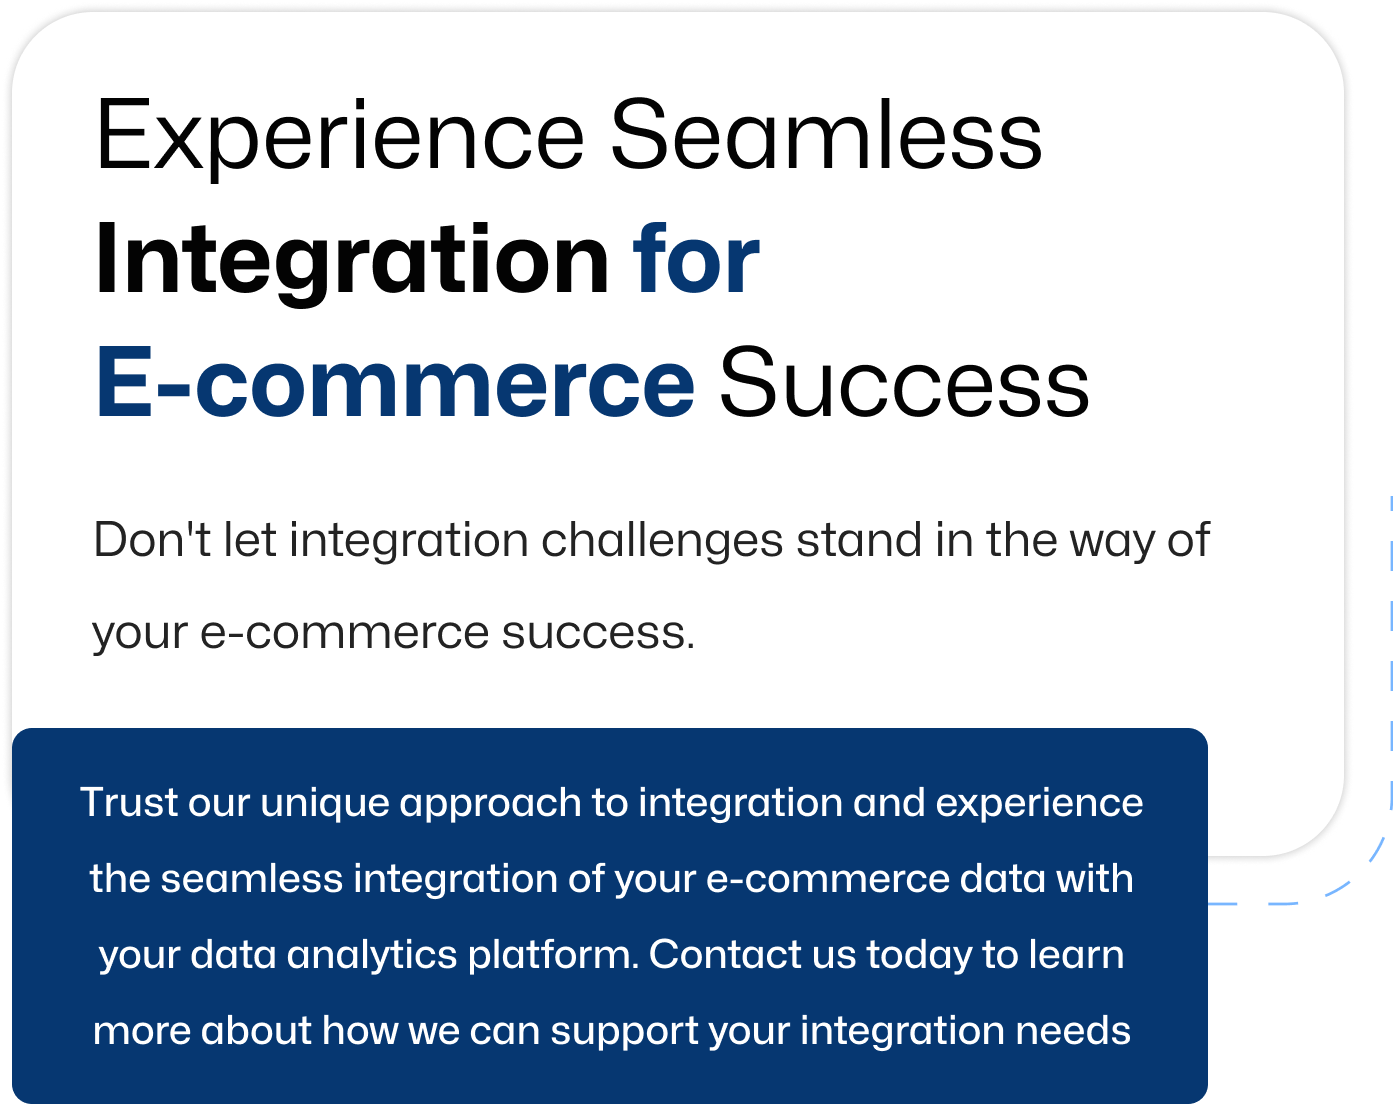 Experience Seamless
Integration for
E-commerce Success
Don't let integration challenges stand in the way of
your e-commerce success.
Trust our unique approach to integration and experience
the seamless integration of your e-commerce data with
your data analytics platform. Contact us today to learn
more about how we can support your integration needs